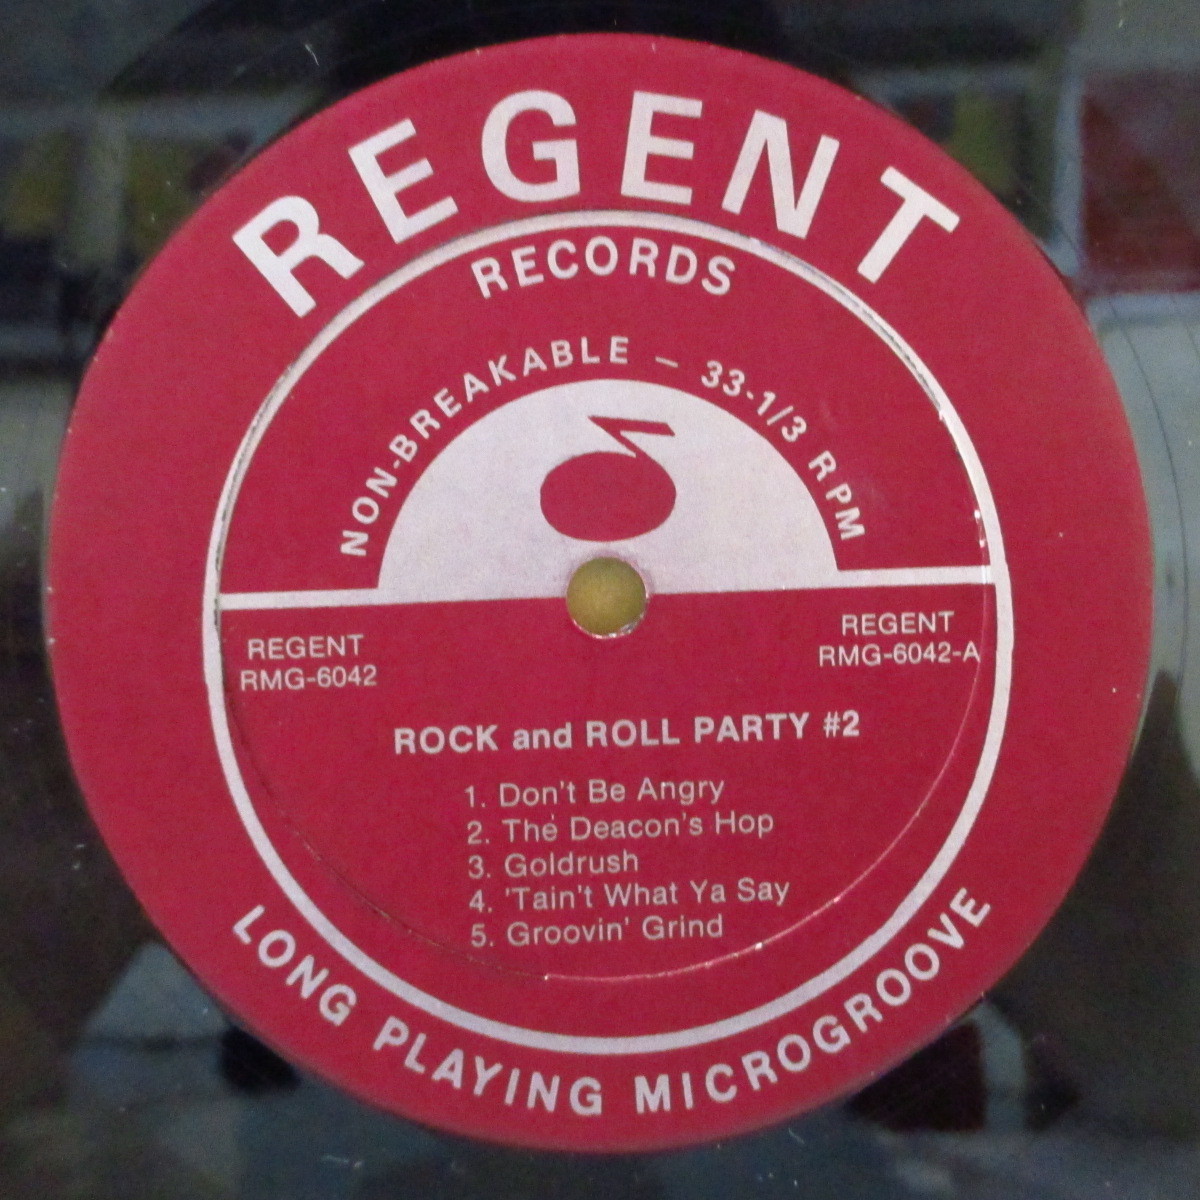 REGENT
RECORDS
NON-BREAKABLE – 33-1/3 RPM
REGENT
RMG-6042
REGENT
RMG-6042-A
ROCK and ROLL PARTY #2
1. Don't Be Angry
2. The Deacon's Hop
3. Goldrush
4. 'Tain't What Ya Say
5. Groovin' Grind
LONG PLAYING MICROGROOVE